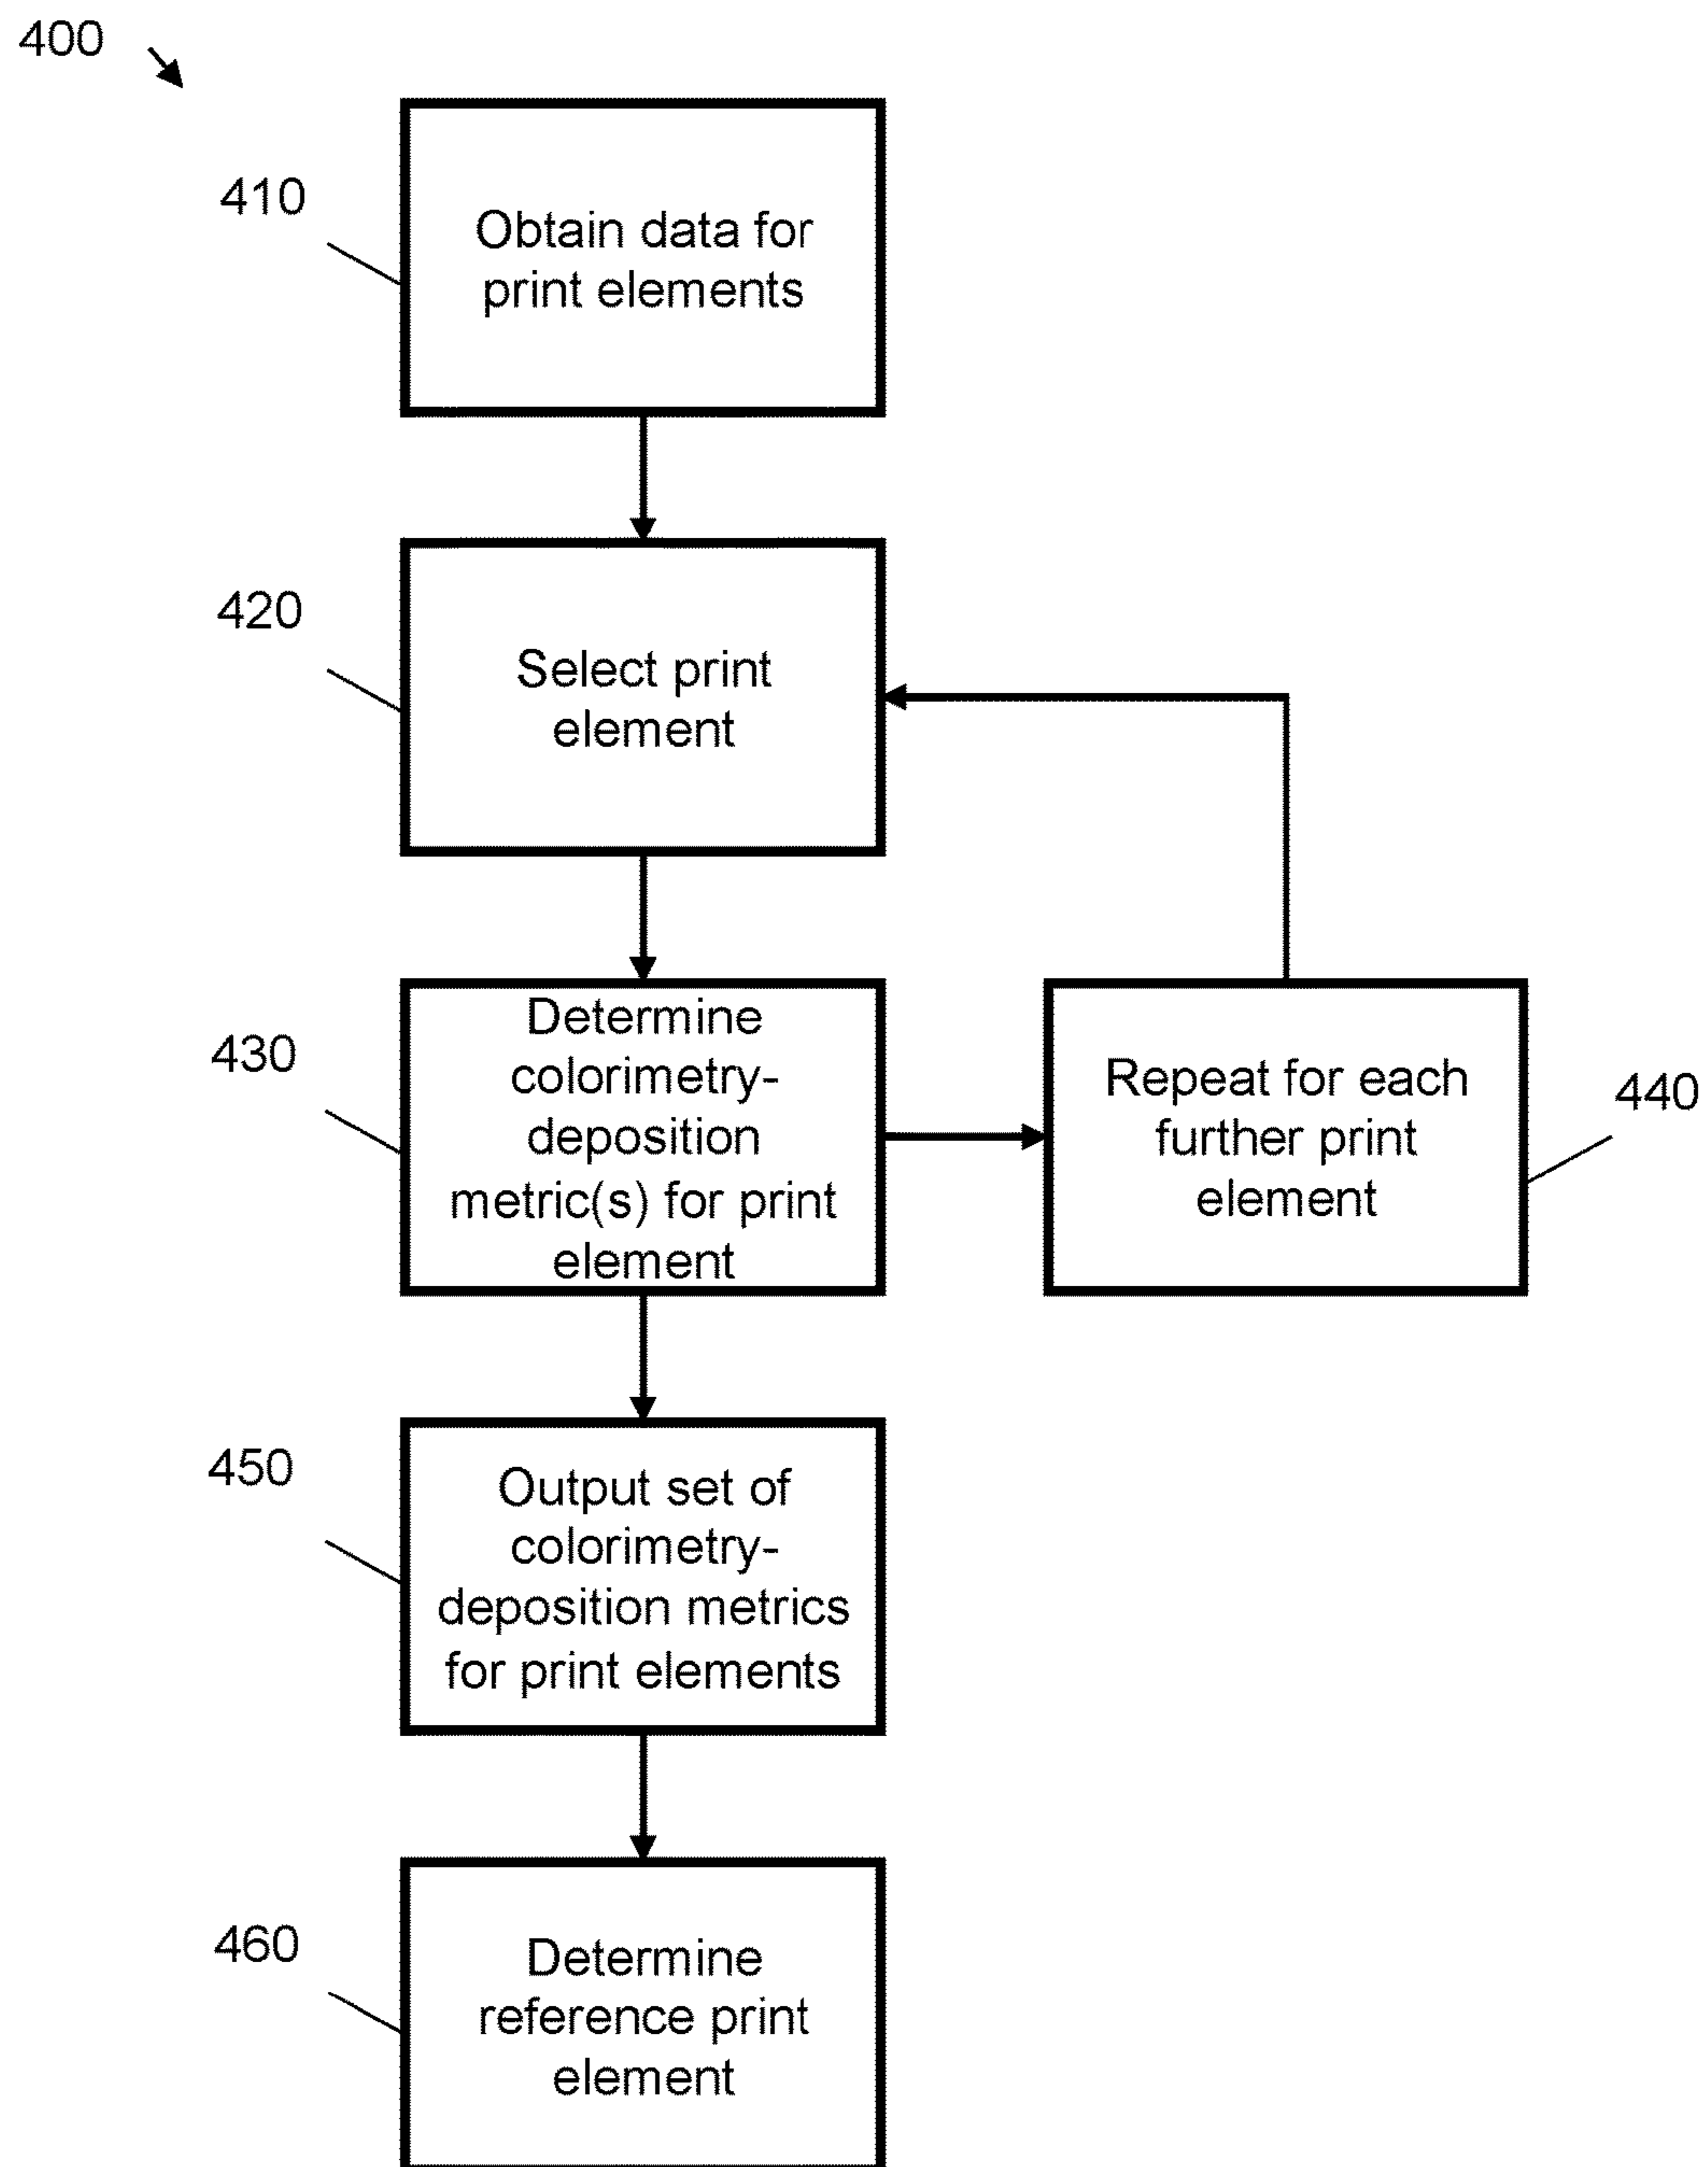 400
410
Obtain data for
print elements
420
Select print
element
430
Determine
colorimetry-
deposition
metric(s) for print
element
Repeat for each
further print
element
440
450
Output set of
colorimetry-
deposition metrics
for print elements
460
Determine
reference print
element